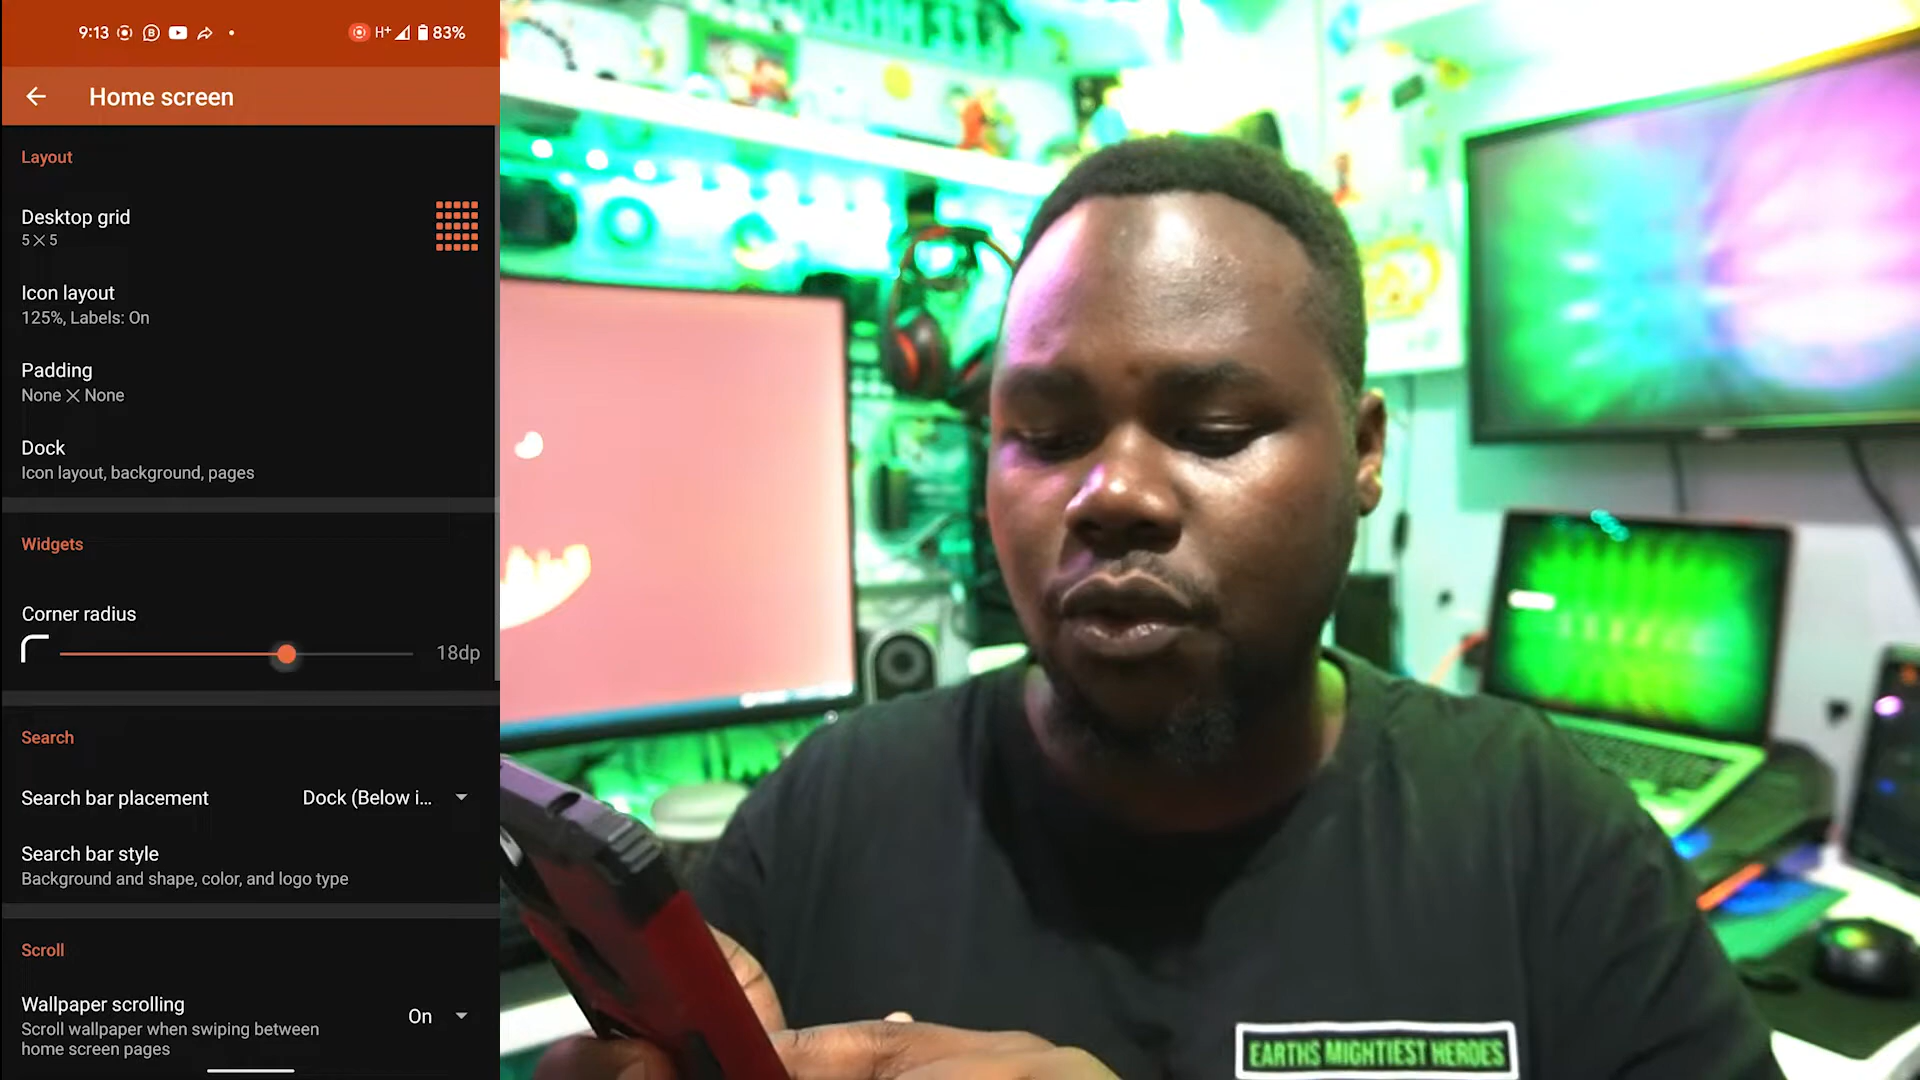 9:13
H+
83%
Home screen
Layout
Desktop grid
5 × 5
Icon layout
125%, Labels: On
Padding
None × None
Dock
Icon layout, background, pages
Widgets
Corner radius
18dp
Search
Search bar placement
Dock (Below i...
Search bar style
Background and shape, color, and logo type
Scroll
Wallpaper scrolling
On
Scroll wallpaper when swiping between
home screen pages
EARTHS MIGHTIEST HEROES